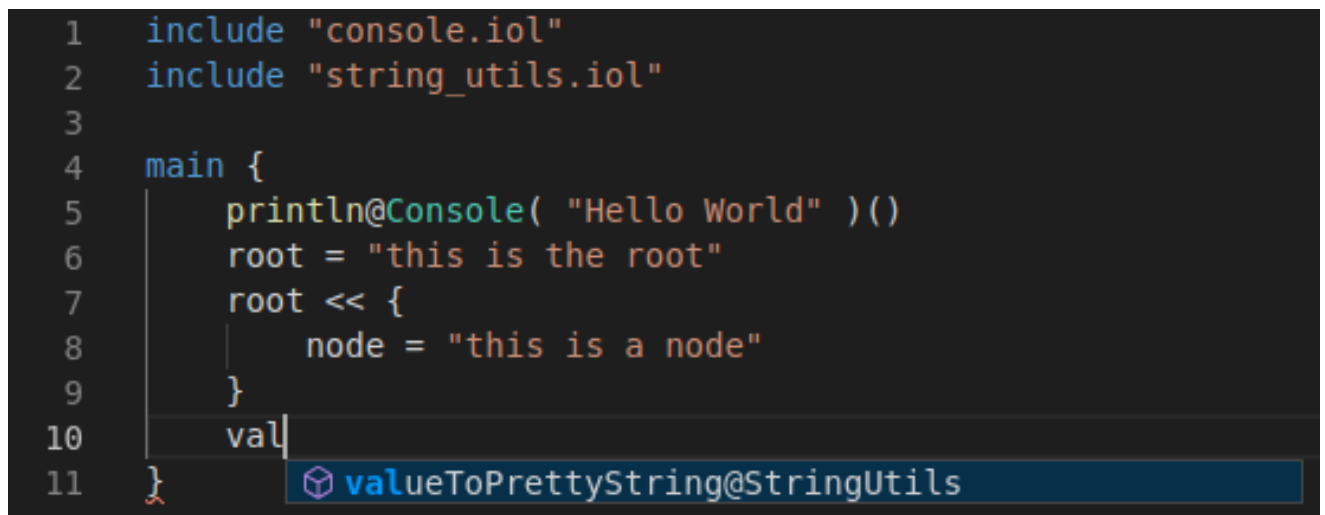 1 include "console.iol"
2 include "string_utils.iol"
3
4 main {
5 println@Console( "Hello World" )()
6 root = "this is the root"
7 root << {
8 node = "this is a node"
9 }
10 val
11 } valueToPrettyString@StringUtils